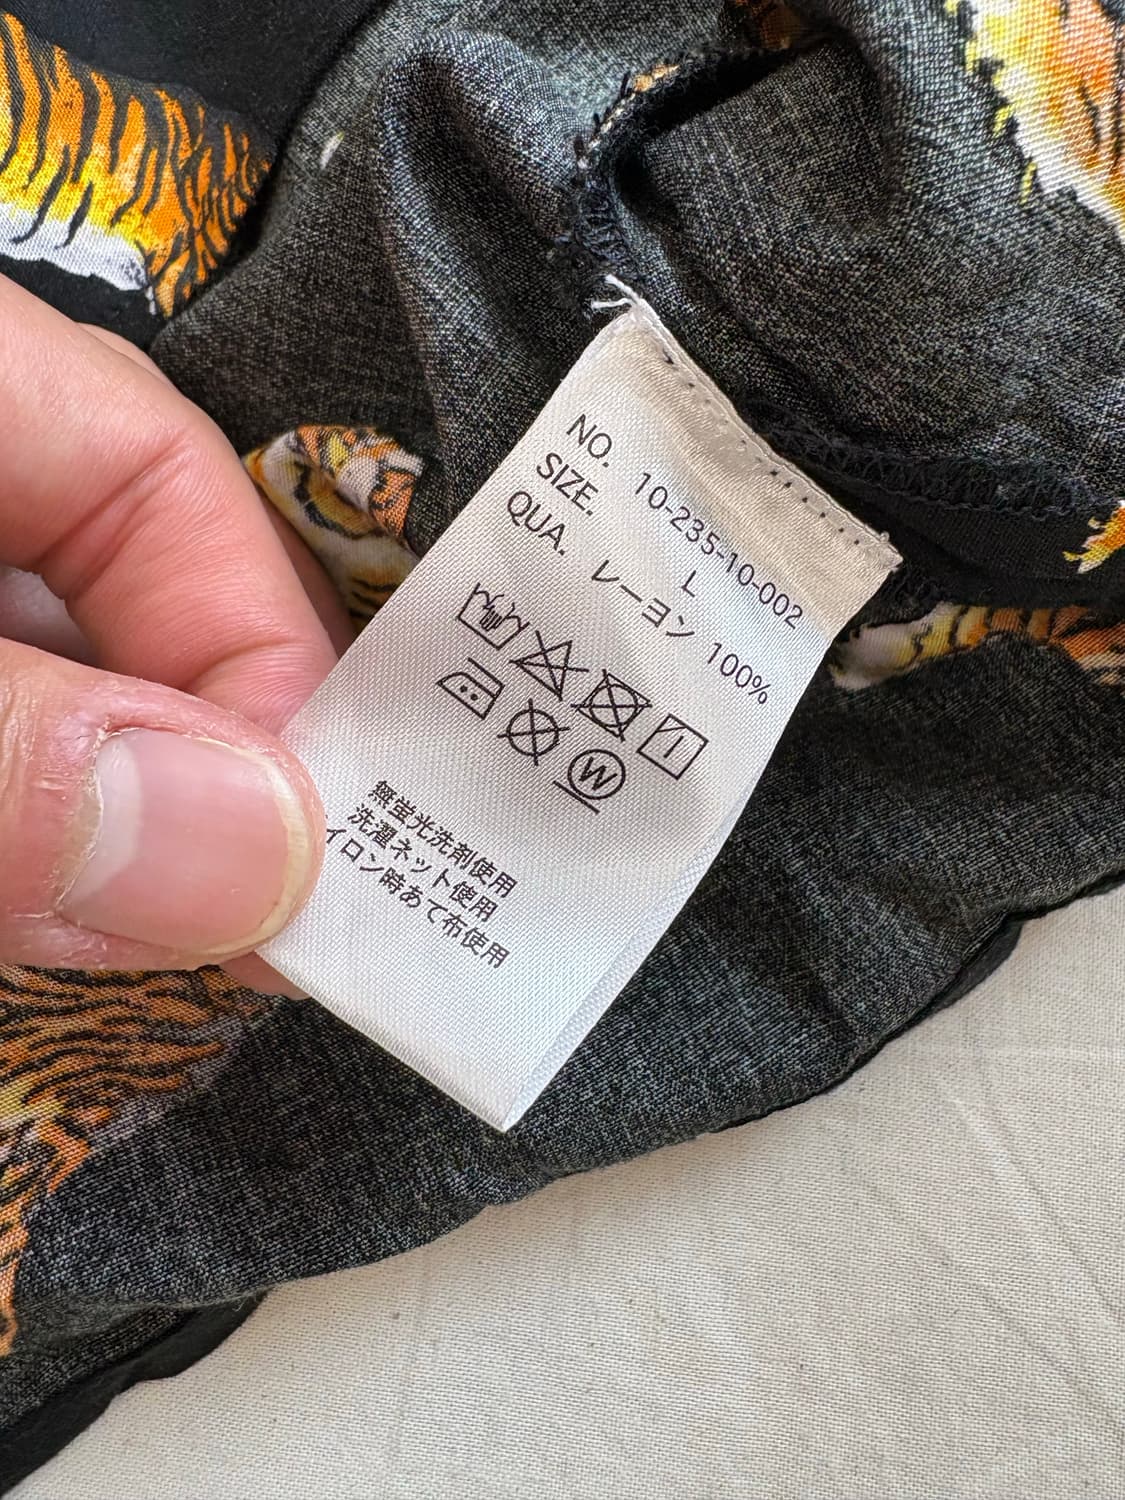 NO. 10-235-10-002
SIZE. L
QUA. レーヨン 100%
W
無蛍光洗剤使用
洗濯ネット使用
イロン時あて布使用